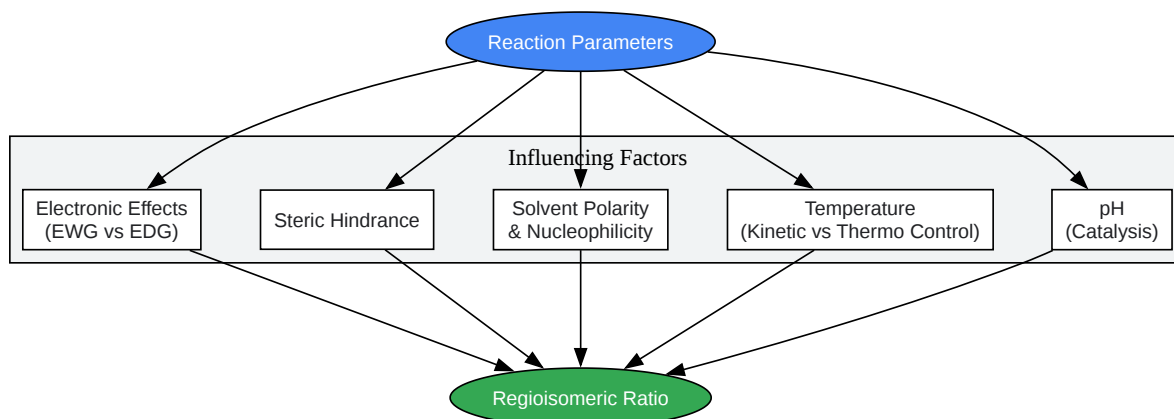 Reaction Parameters
Influencing Factors
Electronic Effects
(EWG vs EDG)
Steric Hindrance
Solvent Polarity
& Nucleophilicity
Temperature
(Kinetic vs Thermo Control)
pH
(Catalysis)
Regioisomeric Ratio